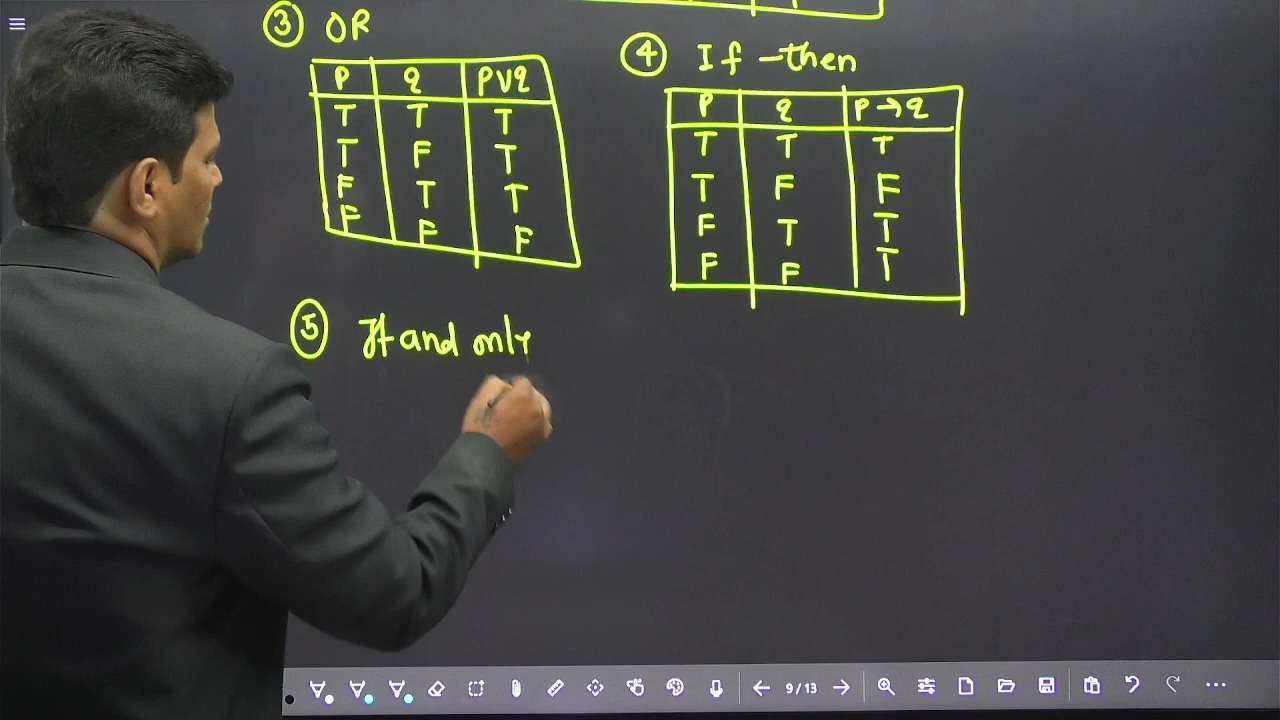 ③ OR
P q P∨q
T T T
T F T
F T T
F F F
④ If -then
P q P→q
T T T
T F F
F T T
F F T
⑤ If and only
9/13